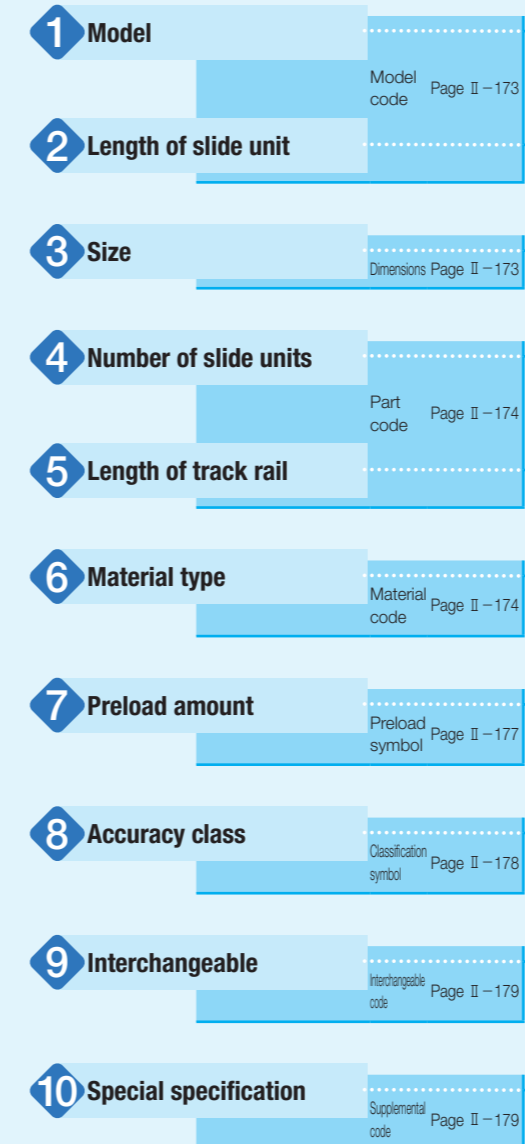 1 Model
Model code Page Ⅱ-173
2 Length of slide unit
3 Size
Dimensions Page Ⅱ-173
4 Number of slide units
Part code Page Ⅱ-174
5 Length of track rail
6 Material type
Material code Page Ⅱ-174
7 Preload amount
Preload symbol Page Ⅱ-177
8 Accuracy class
Classification symbol Page Ⅱ-178
9 Interchangeable
Interchangeable code Page Ⅱ-179
10 Special specification
Supplemental code Page Ⅱ-179